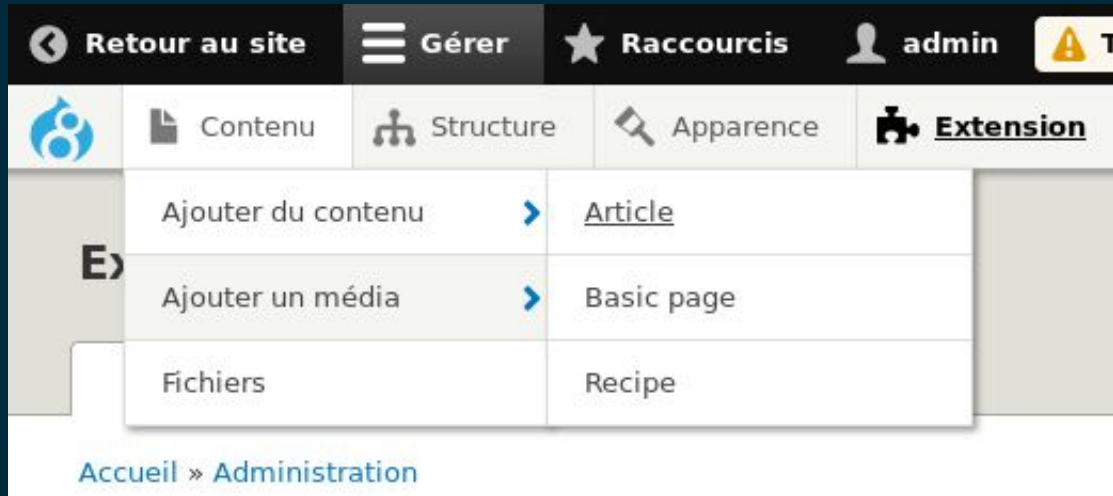 Retour au site Gérer Raccourcis admin
Contenu Structure Apparence Extension
Ajouter du contenu Article
Ajouter un média Basic page
Fichiers Recipe
Accueil » Administration